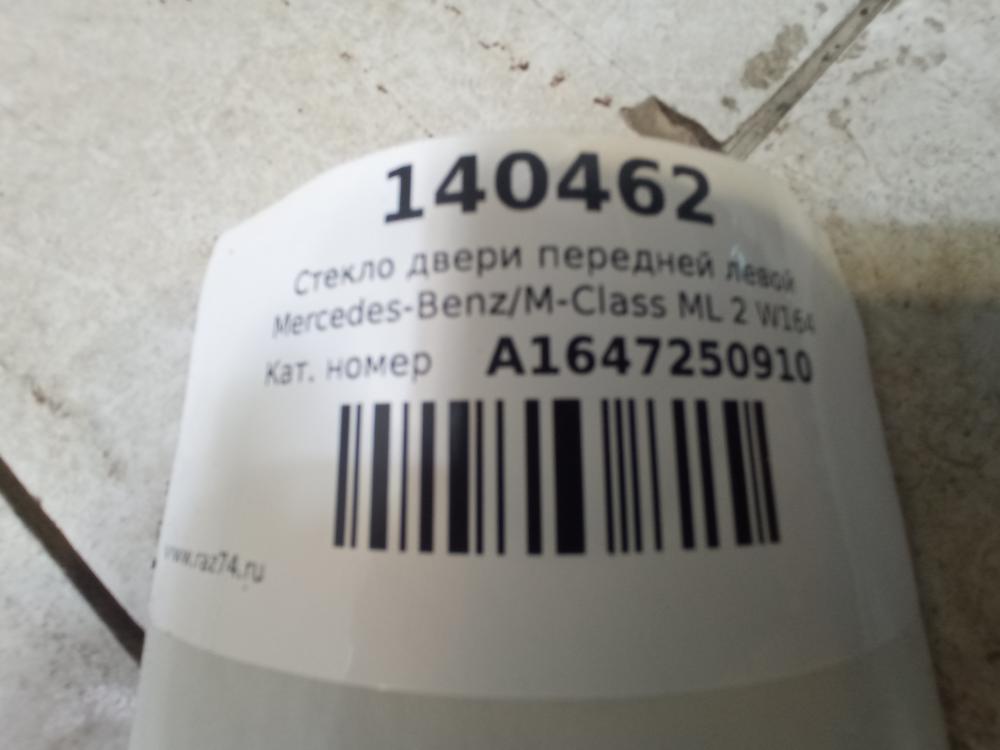 140462
Стекло двери передней левой
Mercedes-Benz/M-Class ML 2 W164
Кат. номер A1647250910
www.raz74.ru